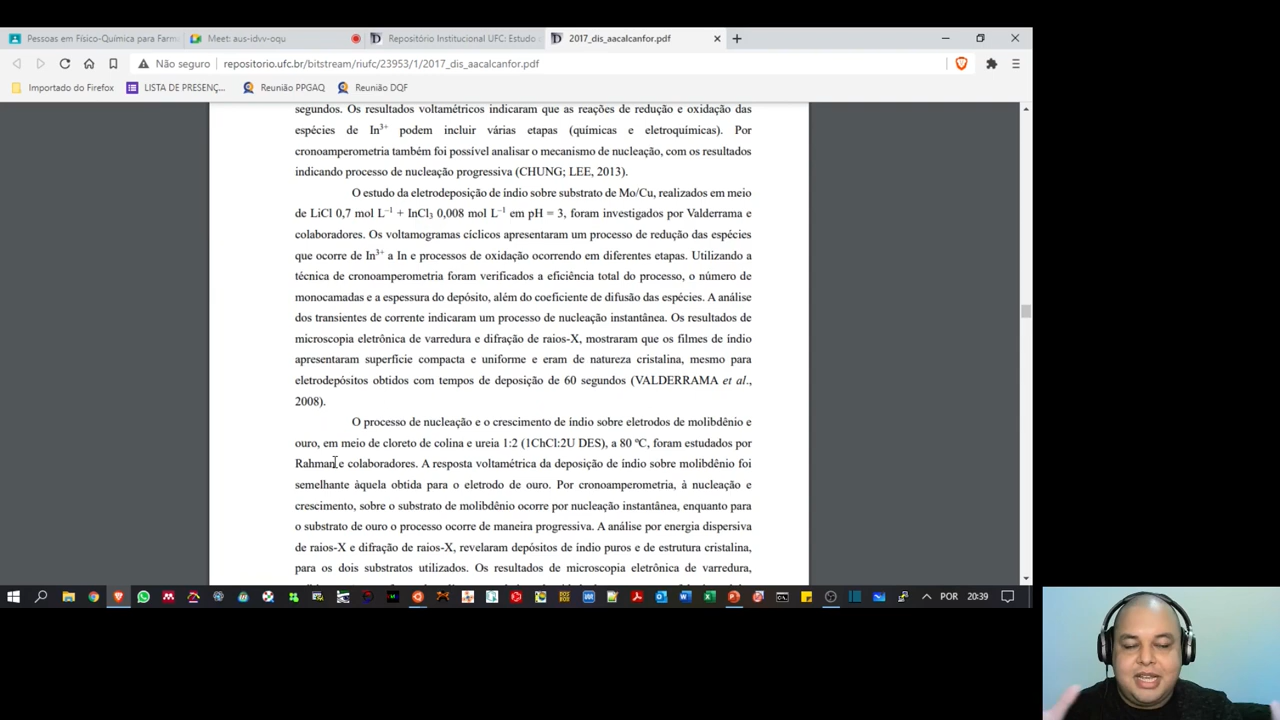 Pessoas em Físico-Química para Farm
Meet: aus-idvv-oqu
Repositório Institucional UFC: Estudo
2017_dis_aacalcanfor.pdf
Não seguro
repositorio.ufc.br/bitstream/riufc/23953/1/2017_dis_aacalcanfor.pdf
Importado do Firefox
LISTA DE PRESENÇ...
Reunião PPGAQ
Reunião DQF
segundos. Os resultados voltamétricos indicaram que as reações de redução e oxidação das
espécies de In³⁺ podem incluir várias etapas (químicas e eletroquímicas). Por
cronoamperometria também foi possível analisar o mecanismo de nucleação, com os resultados
indicando processo de nucleação progressiva (CHUNG; LEE, 2013).
O estudo da eletrodeposição de índio sobre substrato de Mo/Cu, realizados em meio
de LiCl 0,7 mol L⁻¹ + InCl₃ 0,008 mol L⁻¹ em pH = 3, foram investigados por Valderrama e
colaboradores. Os voltamogramas cíclicos apresentaram um processo de redução das espécies
que ocorre de In³⁺ a In e processos de oxidação ocorrendo em diferentes etapas. Utilizando a
técnica de cronoamperometria foram verificados a eficiência total do processo, o número de
monocamadas e a espessura do depósito, além do coeficiente de difusão das espécies. A análise
dos transientes de corrente indicaram um processo de nucleação instantânea. Os resultados de
microscopia eletrônica de varredura e difração de raios-X, mostraram que os filmes de índio
apresentaram superfície compacta e uniforme e eram de natureza cristalina, mesmo para
eletrodepósitos obtidos com tempos de deposição de 60 segundos (VALDERRAMA et al.,
2008).
O processo de nucleação e o crescimento de índio sobre eletrodos de molibdênio e
ouro, em meio de cloreto de colina e ureia 1:2 (1ChCl:2U DES), a 80 ºC, foram estudados por
Rahman e colaboradores. A resposta voltamétrica da deposição de índio sobre molibdênio foi
semelhante àquela obtida para o eletrodo de ouro. Por cronoamperometria, à nucleação e
crescimento, sobre o substrato de molibdênio ocorre por nucleação instantânea, enquanto para
o substrato de ouro o processo ocorre de maneira progressiva. A análise por energia dispersiva
de raios-X e difração de raios-X, revelaram depósitos de índio puros e de estrutura cristalina,
para os dois substratos utilizados. Os resultados de microscopia eletrônica de varredura,
POR
20:39